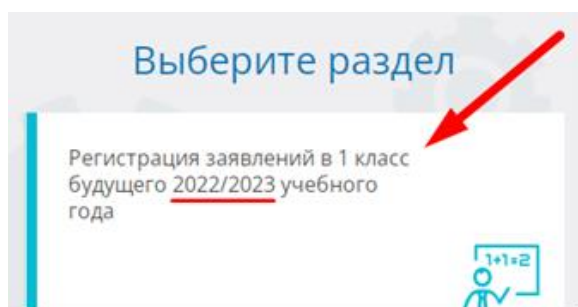 Выберите раздел
Регистрация заявлений в 1 класс
будущего 2022/2023 учебного
года
1+1=2